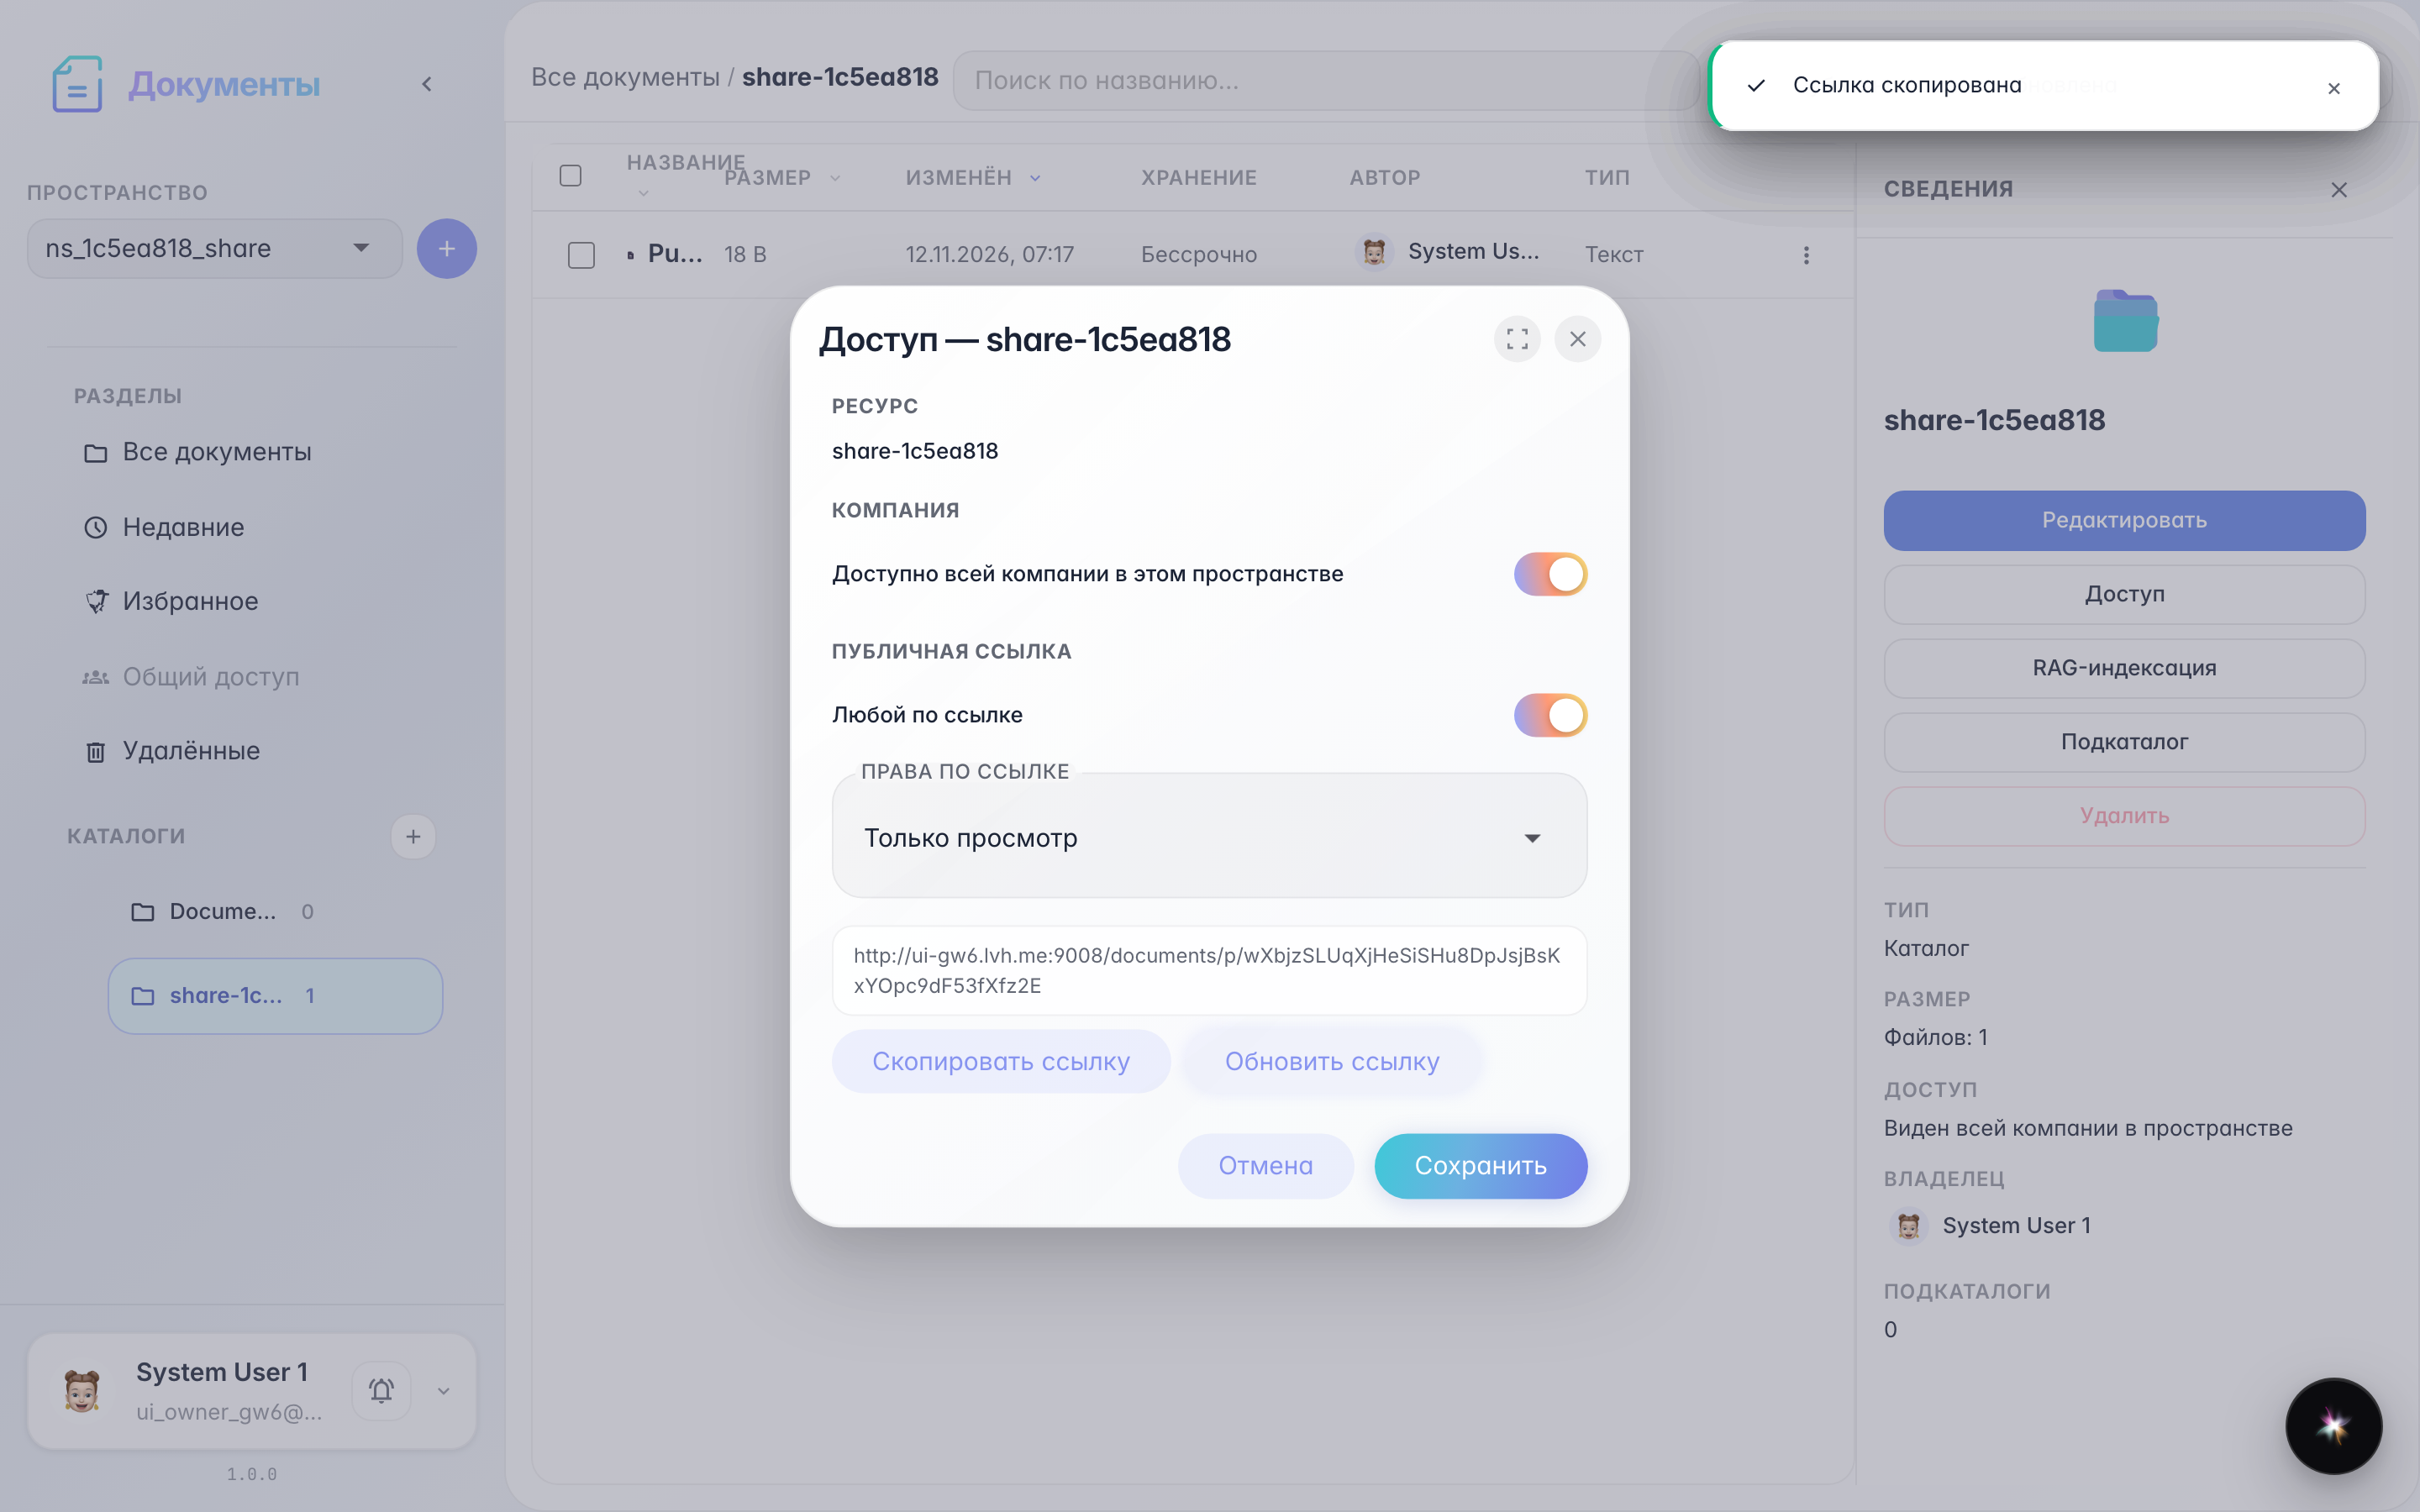 Документы
ПРОСТРАНСТВО
ns_1c5ea818_share
РАЗДЕЛЫ
Все документы
Недавние
Избранное
Общий доступ
Удалённые
КАТАЛОГИ
Docume... 0
share-1c... 1
System User 1
ui_owner_gw6@...
1.0.0
Все документы / share-1c5ea818
Поиск по названию...
Ссылка скопирована
НАЗВАНИЕ РАЗМЕР ИЗМЕНЁН ХРАНЕНИЕ АВТОР ТИП
Pu... 18 B 12.11.2026, 07:17 Бессрочно System Us... Текст
Доступ — share-1c5ea818
РЕСУРС
share-1c5ea818
КОМПАНИЯ
Доступно всей компании в этом пространстве
ПУБЛИЧНАЯ ССЫЛКА
Любой по ссылке
ПРАВА ПО ССЫЛКЕ
Только просмотр
http://ui-gw6.lvh.me:9008/documents/p/wXbjzSLUqXjHeSiSHu8DpJsjBsK
xYOpc9dF53fXfz2E
Скопировать ссылку Обновить ссылку
Отмена Сохранить
СВЕДЕНИЯ
share-1c5ea818
Редактировать
Доступ
RAG-индексация
Подкаталог
Удалить
ТИП
Каталог
РАЗМЕР
Файлов: 1
ДОСТУП
Виден всей компании в пространстве
ВЛАДЕЛЕЦ
System User 1
ПОДКАТАЛОГИ
0